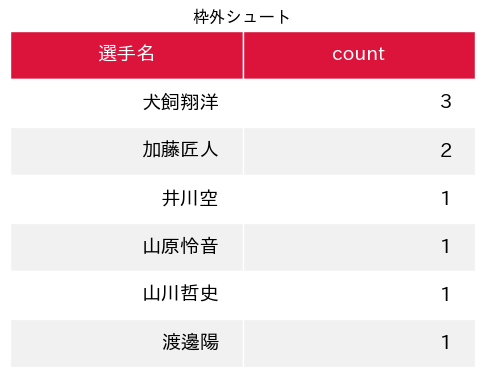 枠外シュート
選手名 count
犬飼翔洋 3
加藤匠人 2
井川空 1
山原怜音 1
山川哲史 1
渡邊陽 1